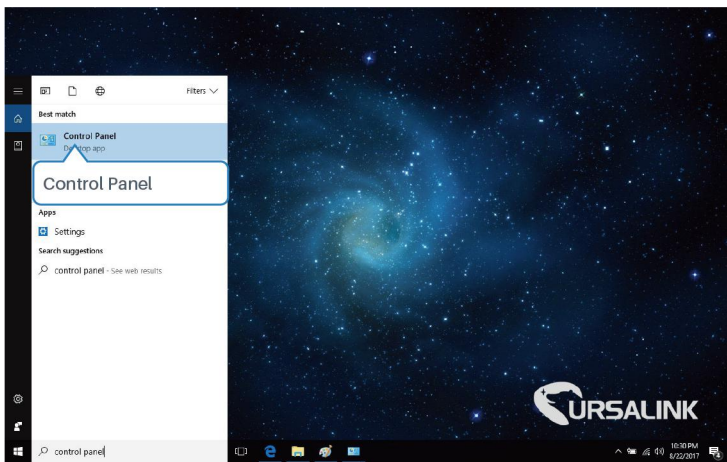 Filters
Best match
Control Panel
Desktop app
Control Panel
Apps
Settings
Search suggestions
control panel - See web results
URSALINK
control panel
10:30 PM
8/22/2017